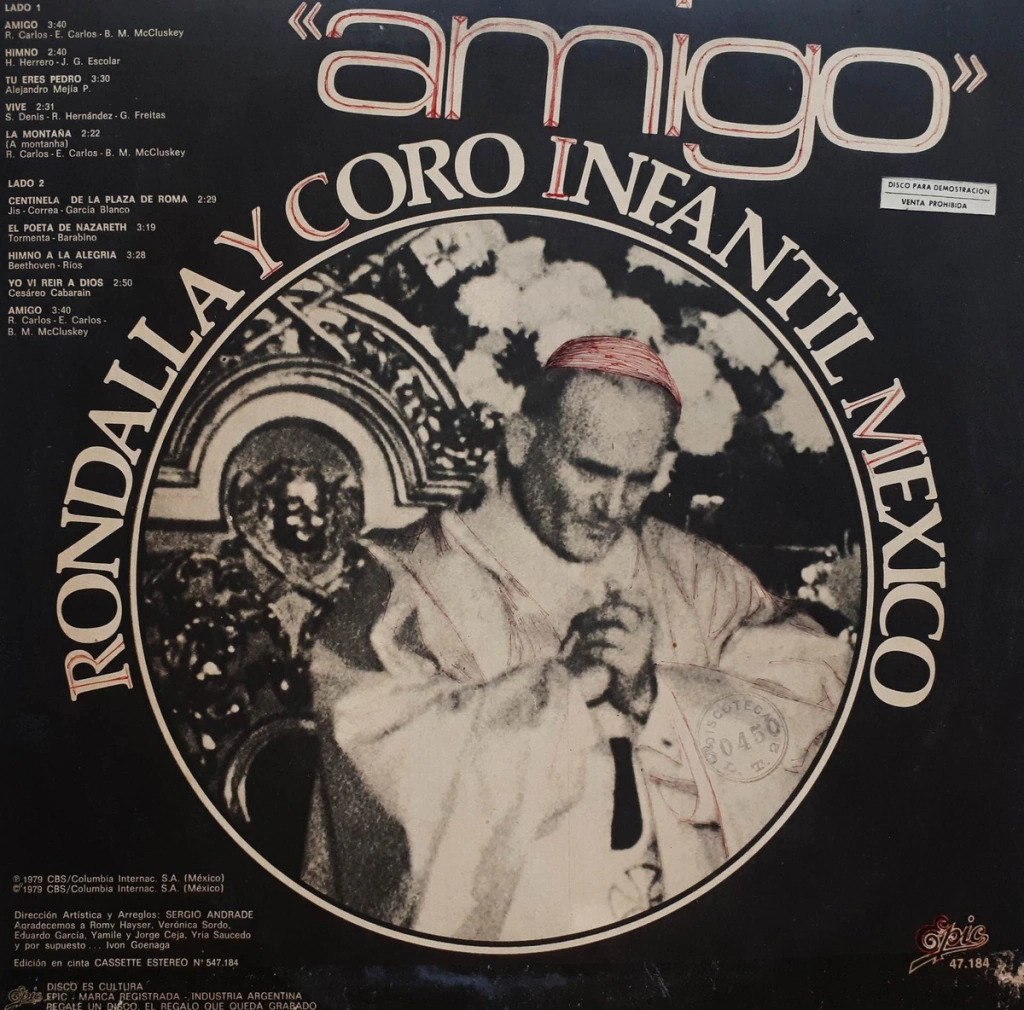 LADO 1
AMIGO 3:40
R. Carlos - E. Carlos - B. M. McCluskey
HIMNO 2:40
H. Herrero - J. G. Escolar
TU ERES PEDRO 3:30
Alejandro Mejía P.
VIVE 2:31
S. Denis - R. Hernández - G. Freitas
LA MONTAÑA 2:22
(A montanha)
R. Carlos - E. Carlos - B. M. McCluskey
LADO 2
CENTINELA DE LA PLAZA DE ROMA 2:29
Jis - Correa - García Blanco
EL POETA DE NAZARETH 3:19
Tormenta - Barabino
HIMNO A LA ALEGRIA 3:28
Beethoven - Ríos
YO VI REIR A DIOS 2:50
Cesáreo Cabarain
AMIGO 3:40
R. Carlos - E. Carlos -
B. M. McCluskey
«amigo»
RONDALLA Y CORO INFANTIL MEXICO
DISCO PARA DEMOSTRACION
VENTA PROHIBIDA
DISCOTECA
0450
L. T. 2
℗ 1979 CBS/Columbia Internac. S.A. (México)
© 1979 CBS/Columbia Internac. S.A. (México)
Dirección Artística y Arreglos: SERGIO ANDRADE
Agradecemos a Romy Hayser, Verónica Sordo,
Eduardo García, Yamile y Jorge Ceja, Yria Saucedo
y por supuesto . . . Ivon Goenaga
Edición en cinta CASSETTE ESTEREO N° 547.184
Epic
47.184
DISCO ES CULTURA
EPIC - MARCA REGISTRADA - INDUSTRIA ARGENTINA
REGALE UN DISCO, EL REGALO QUE QUEDA GRABADO